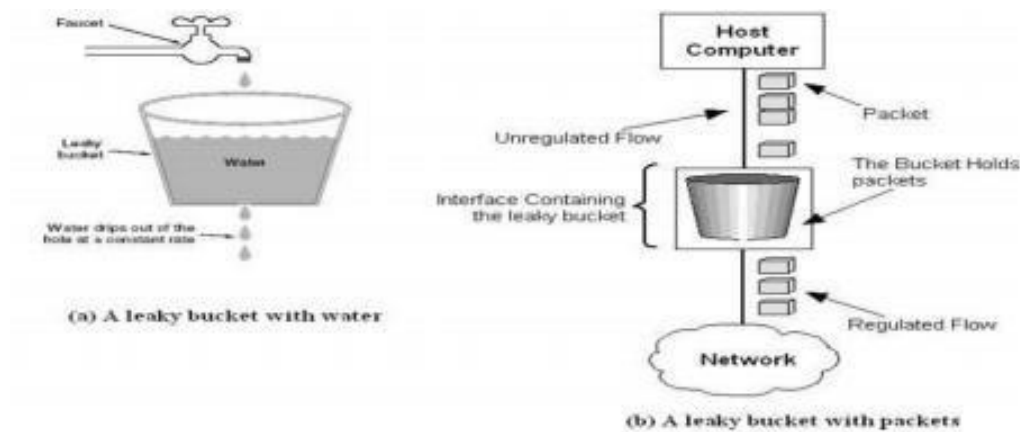 Faucet
Leaky
bucket
Water
Water drips out of the
hole at a constant rate
(a) A leaky bucket with water
Host
Computer
Packet
Unregulated Flow
The Bucket Holds
packets
Interface Containing
the leaky bucket
Regulated Flow
Network
(b) A leaky bucket with packets